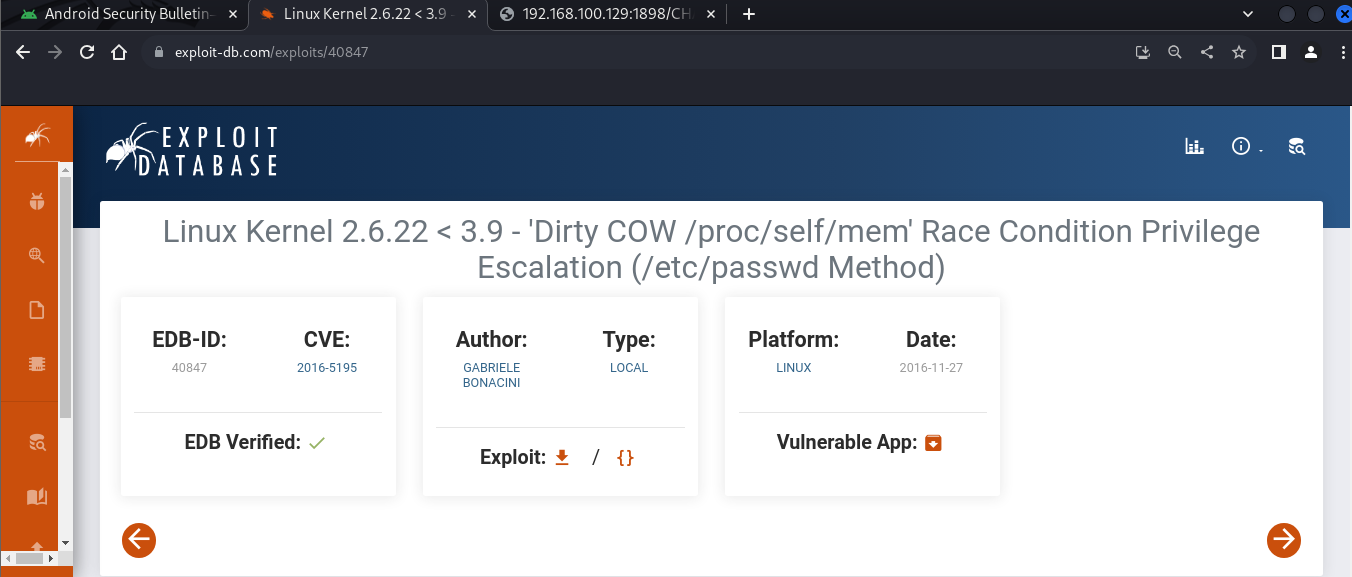 Android Security Bulletin-
Linux Kernel 2.6.22 < 3.9 -
192.168.100.129:1898/CH
exploit-db.com/exploits/40847
EXPLOIT
DATABASE
Linux Kernel 2.6.22 < 3.9 - 'Dirty COW /proc/self/mem' Race Condition Privilege
Escalation (/etc/passwd Method)
EDB-ID:
40847
CVE:
2016-5195
EDB Verified:
Author:
GABRIELE
BONACINI
Type:
LOCAL
Exploit: / {}
Platform:
LINUX
Date:
2016-11-27
Vulnerable App: